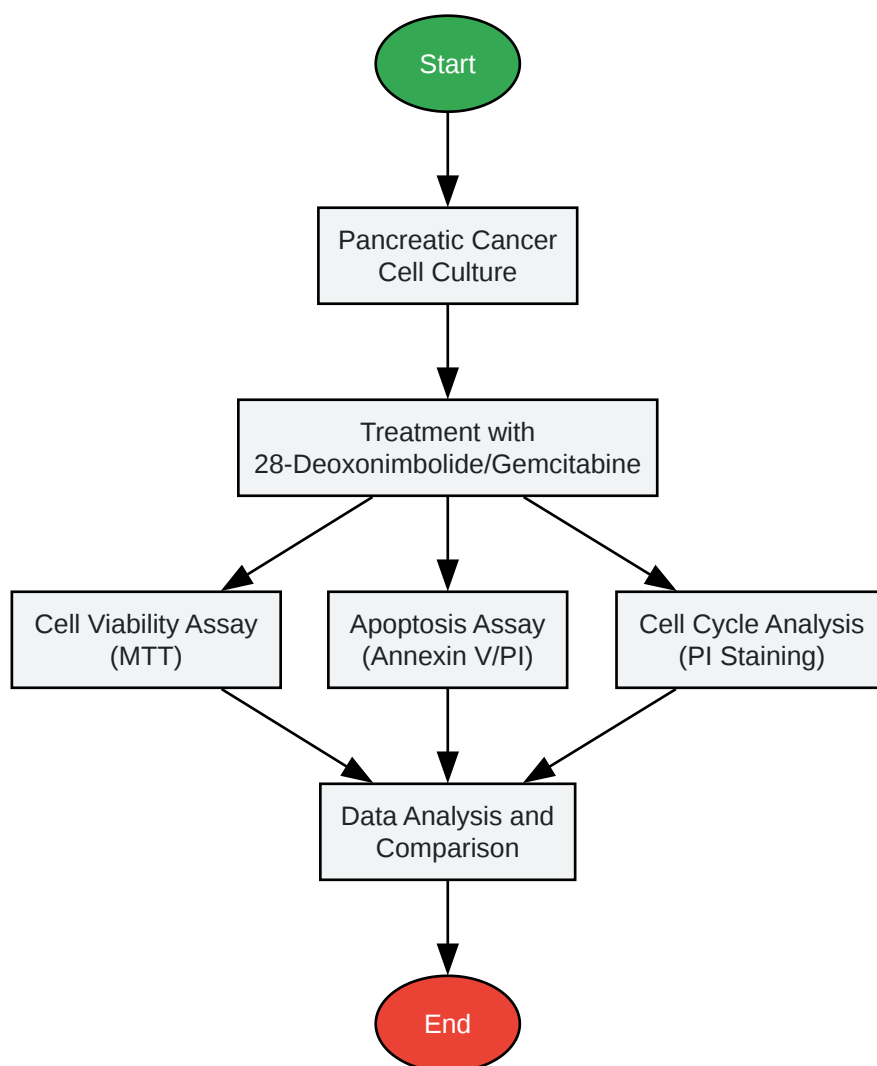 Start
Pancreatic Cancer
Cell Culture
Treatment with
28-Deoxonimbolide/Gemcitabine
Cell Viability Assay
(MTT)
Apoptosis Assay
(Annexin V/PI)
Cell Cycle Analysis
(PI Staining)
Data Analysis and
Comparison
End